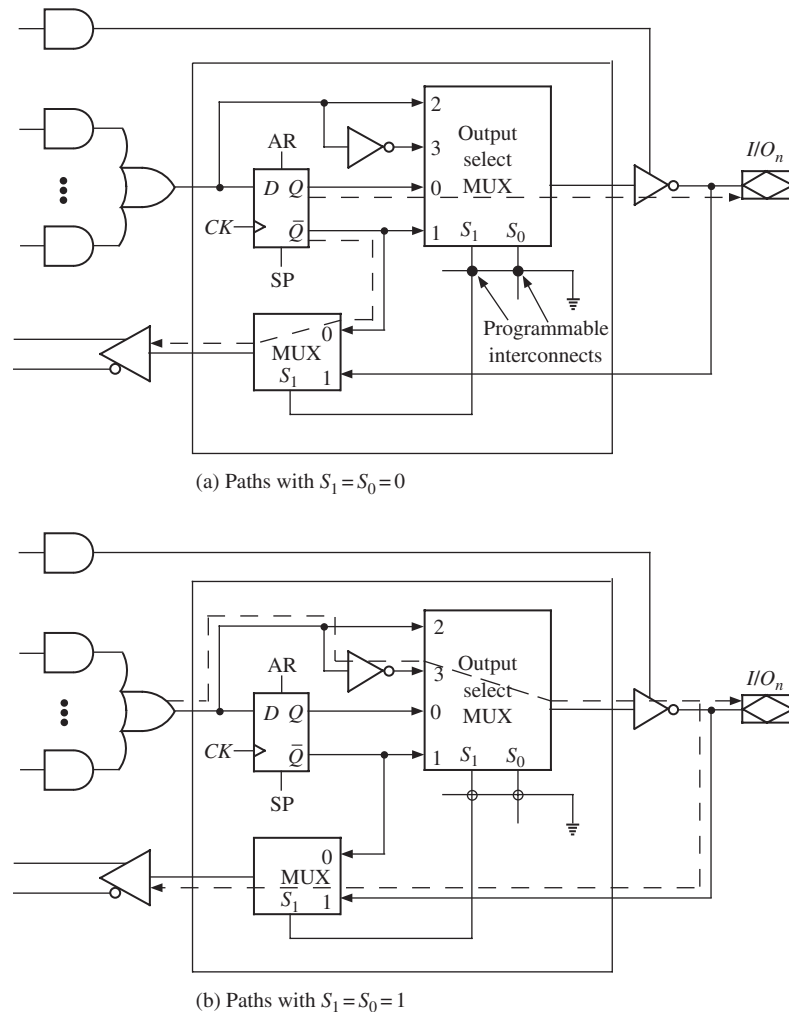 AR
D Q
CK
Q̅
SP
2
3
0
1
Output
select
MUX
S₁ S₀
I/Oₙ
Programmable
interconnects
0
MUX
S₁ 1
(a) Paths with S₁=S₀=0
AR
D Q
CK
Q̅
SP
2
3
0
1
Output
select
MUX
S₁ S₀
I/Oₙ
0
MUX
S₁ 1
(b) Paths with S₁=S₀=1